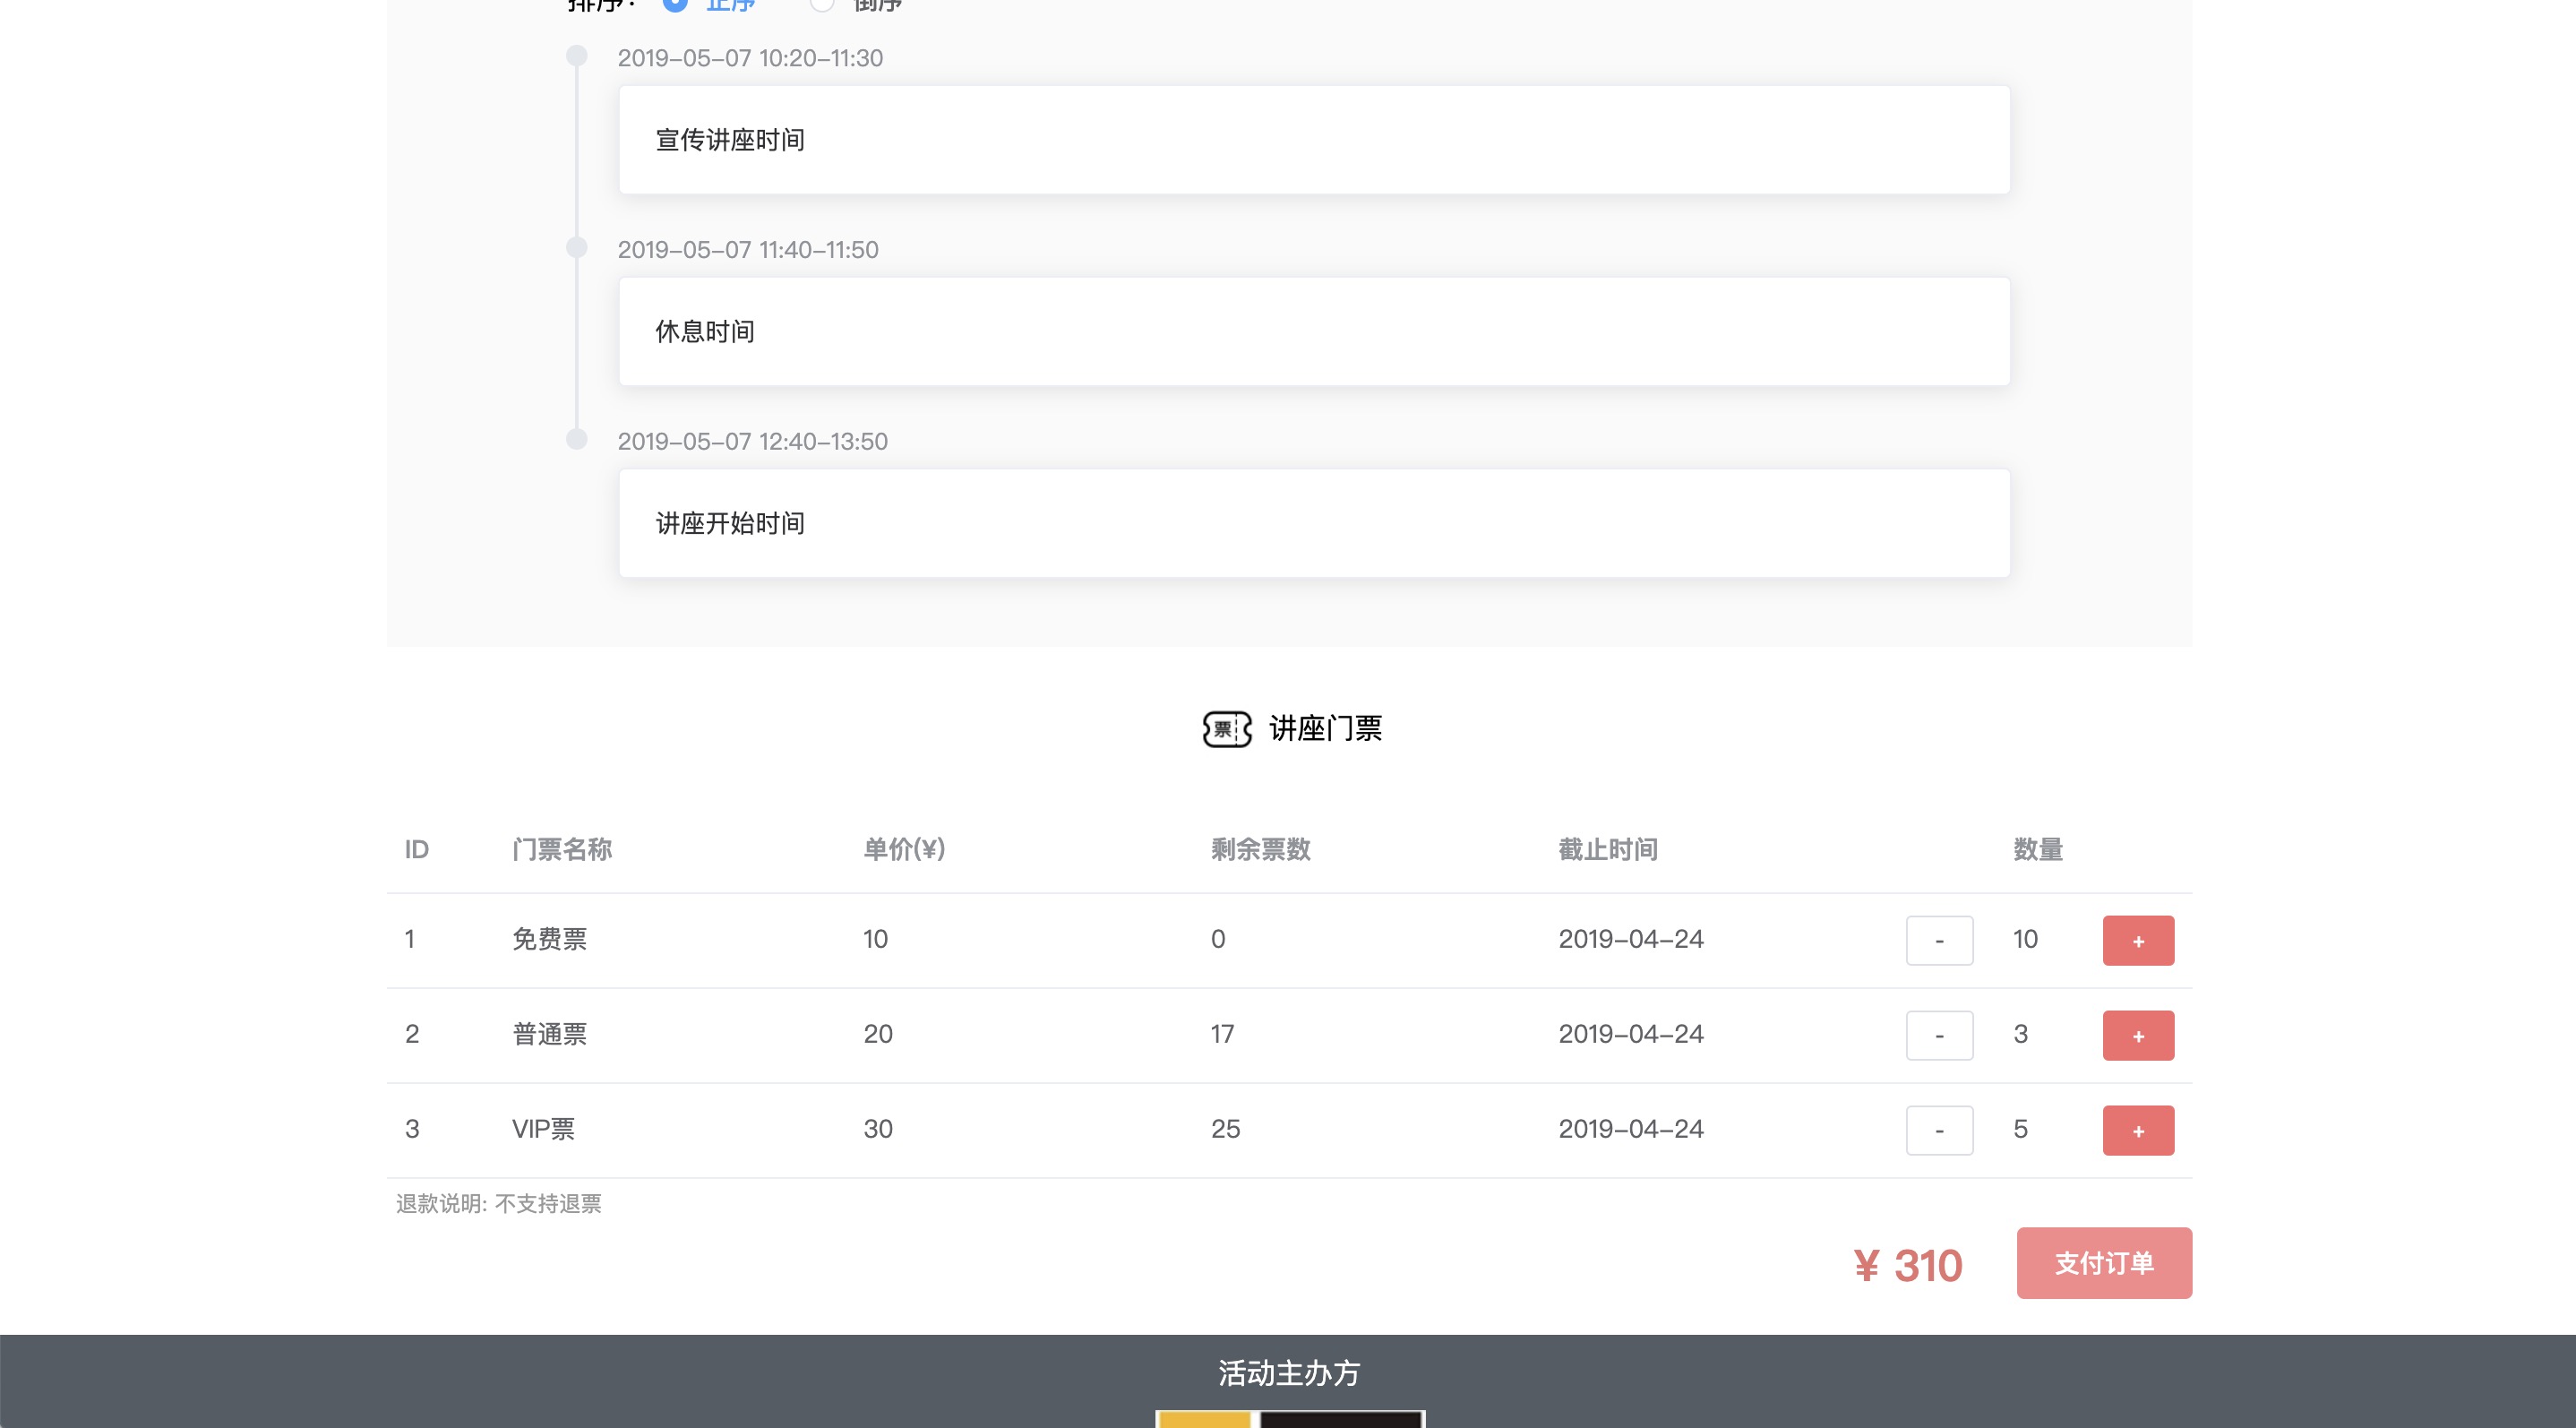 排序: 正序 倒序
2019-05-07 10:20-11:30
宣传讲座时间
2019-05-07 11:40-11:50
休息时间
2019-05-07 12:40-13:50
讲座开始时间
票 讲座门票
ID 门票名称 单价(¥) 剩余票数 截止时间 数量
1 免费票 10 0 2019-04-24 - 10 +
2 普通票 20 17 2019-04-24 - 3 +
3 VIP票 30 25 2019-04-24 - 5 +
退款说明: 不支持退票
¥ 310 支付订单
活动主办方